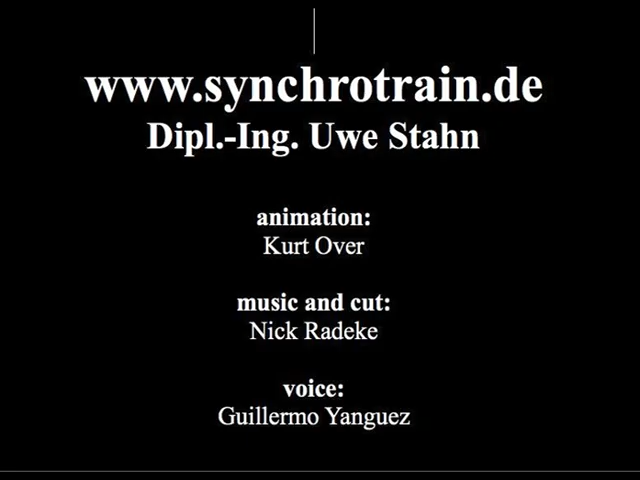 www.synchrotrain.de
Dipl.-Ing. Uwe Stahn
animation:
Kurt Over
music and cut:
Nick Radeke
voice:
Guillermo Yanguez